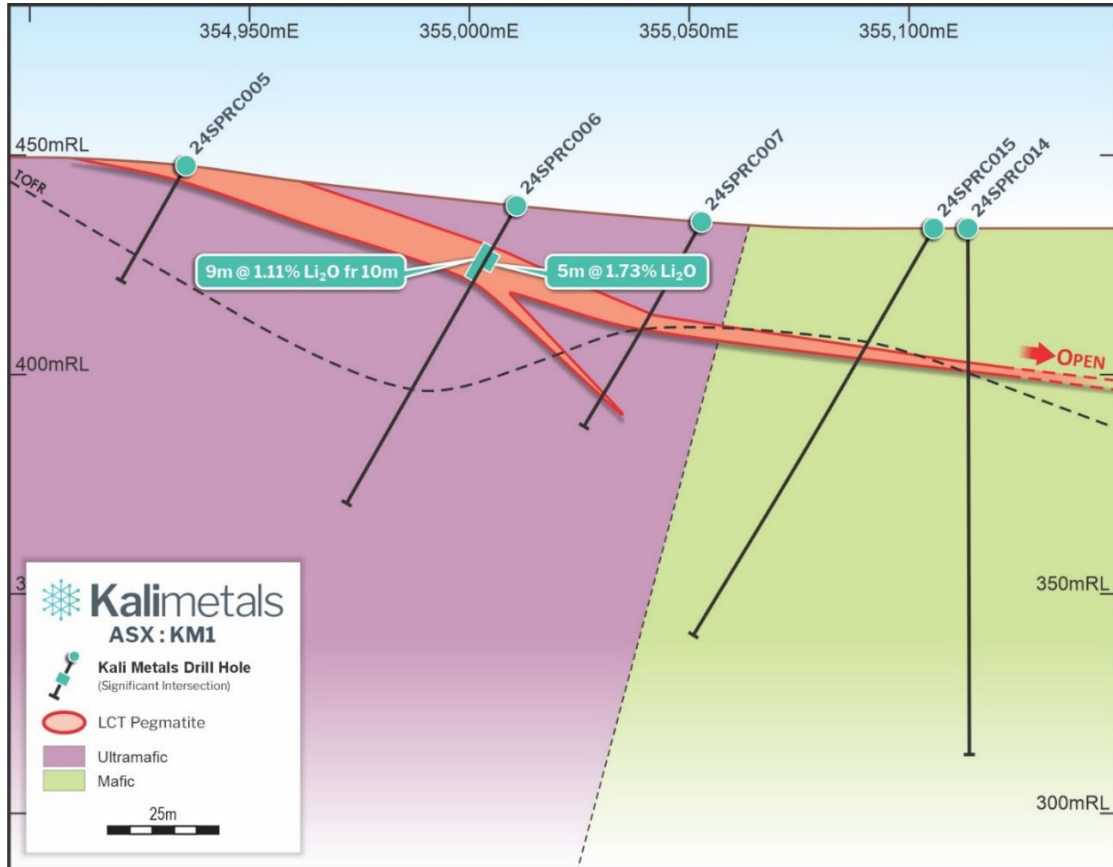 354,950mE
355,000mE
355,050mE
355,100mE
24SPRC005
24SPRC006
24SPRC007
24SPRC015
24SPRC014
450mRL
TOFR
9m @ 1.11% Li₂O fr 10m
5m @ 1.73% Li₂O
400mRL
OPEN
350mRL
Kalimetals
ASX : KM1
Kali Metals Drill Hole
(Significant Intersection)
LCT Pegmatite
Ultramafic
Mafic
25m
300mRL